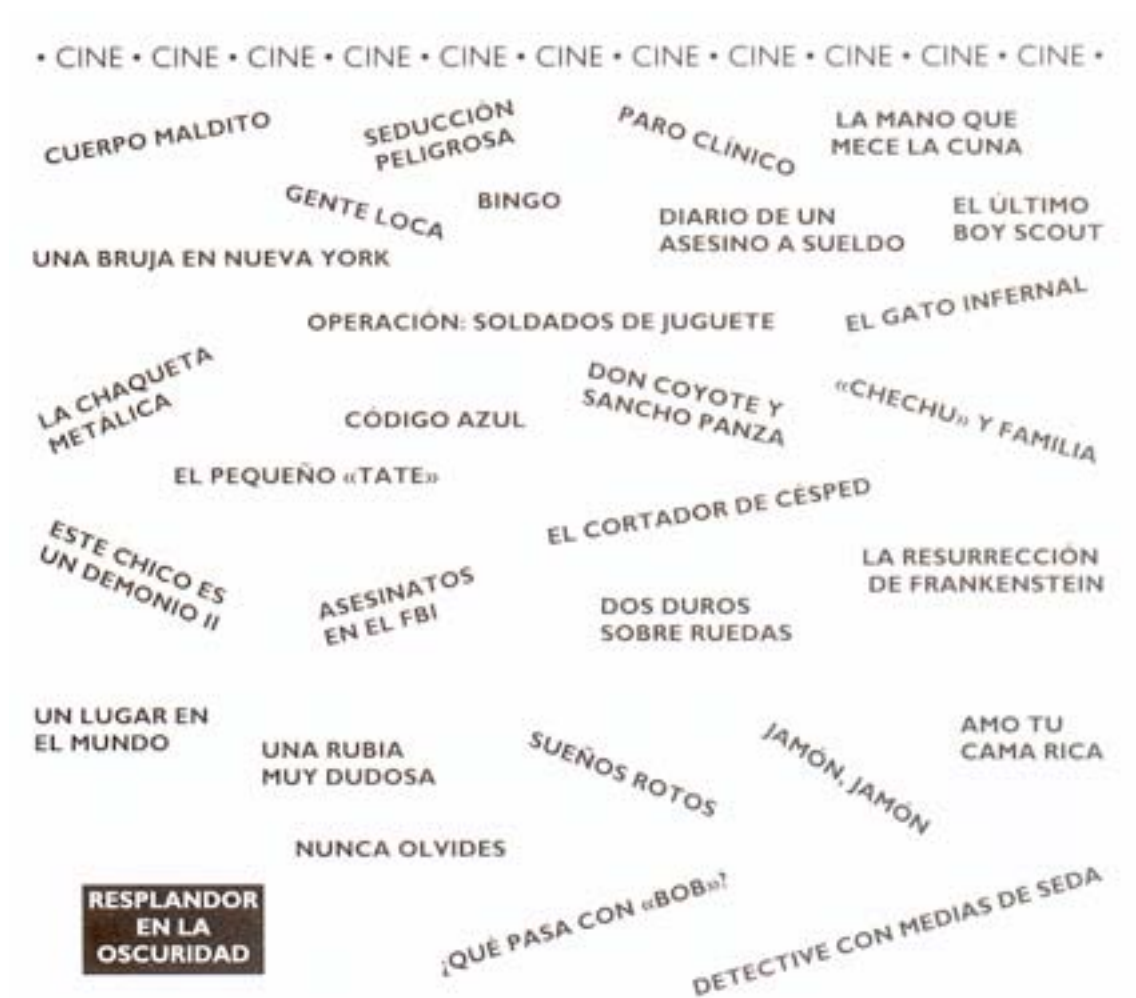 • CINE • CINE • CINE • CINE • CINE • CINE • CINE • CINE • CINE • CINE • CINE •
CUERPO MALDITO
SEDUCCIÓN
PELIGROSA
PARO CLÍNICO
LA MANO QUE
MECE LA CUNA
GENTE LOCA
BINGO
DIARIO DE UN
ASESINO A SUELDO
EL ÚLTIMO
BOY SCOUT
UNA BRUJA EN NUEVA YORK
OPERACIÓN: SOLDADOS DE JUGUETE
EL GATO INFERNAL
LA CHAQUETA
METÁLICA
CÓDIGO AZUL
DON COYOTE Y
SANCHO PANZA
«CHECHU» Y FAMILIA
EL PEQUEÑO «TATE»
EL CORTADOR DE CÉSPED
ESTE CHICO ES
UN DEMONIO II
ASESINATOS
EN EL FBI
DOS DUROS
SOBRE RUEDAS
LA RESURRECCIÓN
DE FRANKENSTEIN
UN LUGAR EN
EL MUNDO
UNA RUBIA
MUY DUDOSA
SUEÑOS ROTOS
JAMÓN, JAMÓN
AMO TU
CAMA RICA
NUNCA OLVIDES
RESPLANDOR
EN LA
OSCURIDAD
¡QUÉ PASA CON «BOB»?
DETECTIVE CON MEDIAS DE SEDA